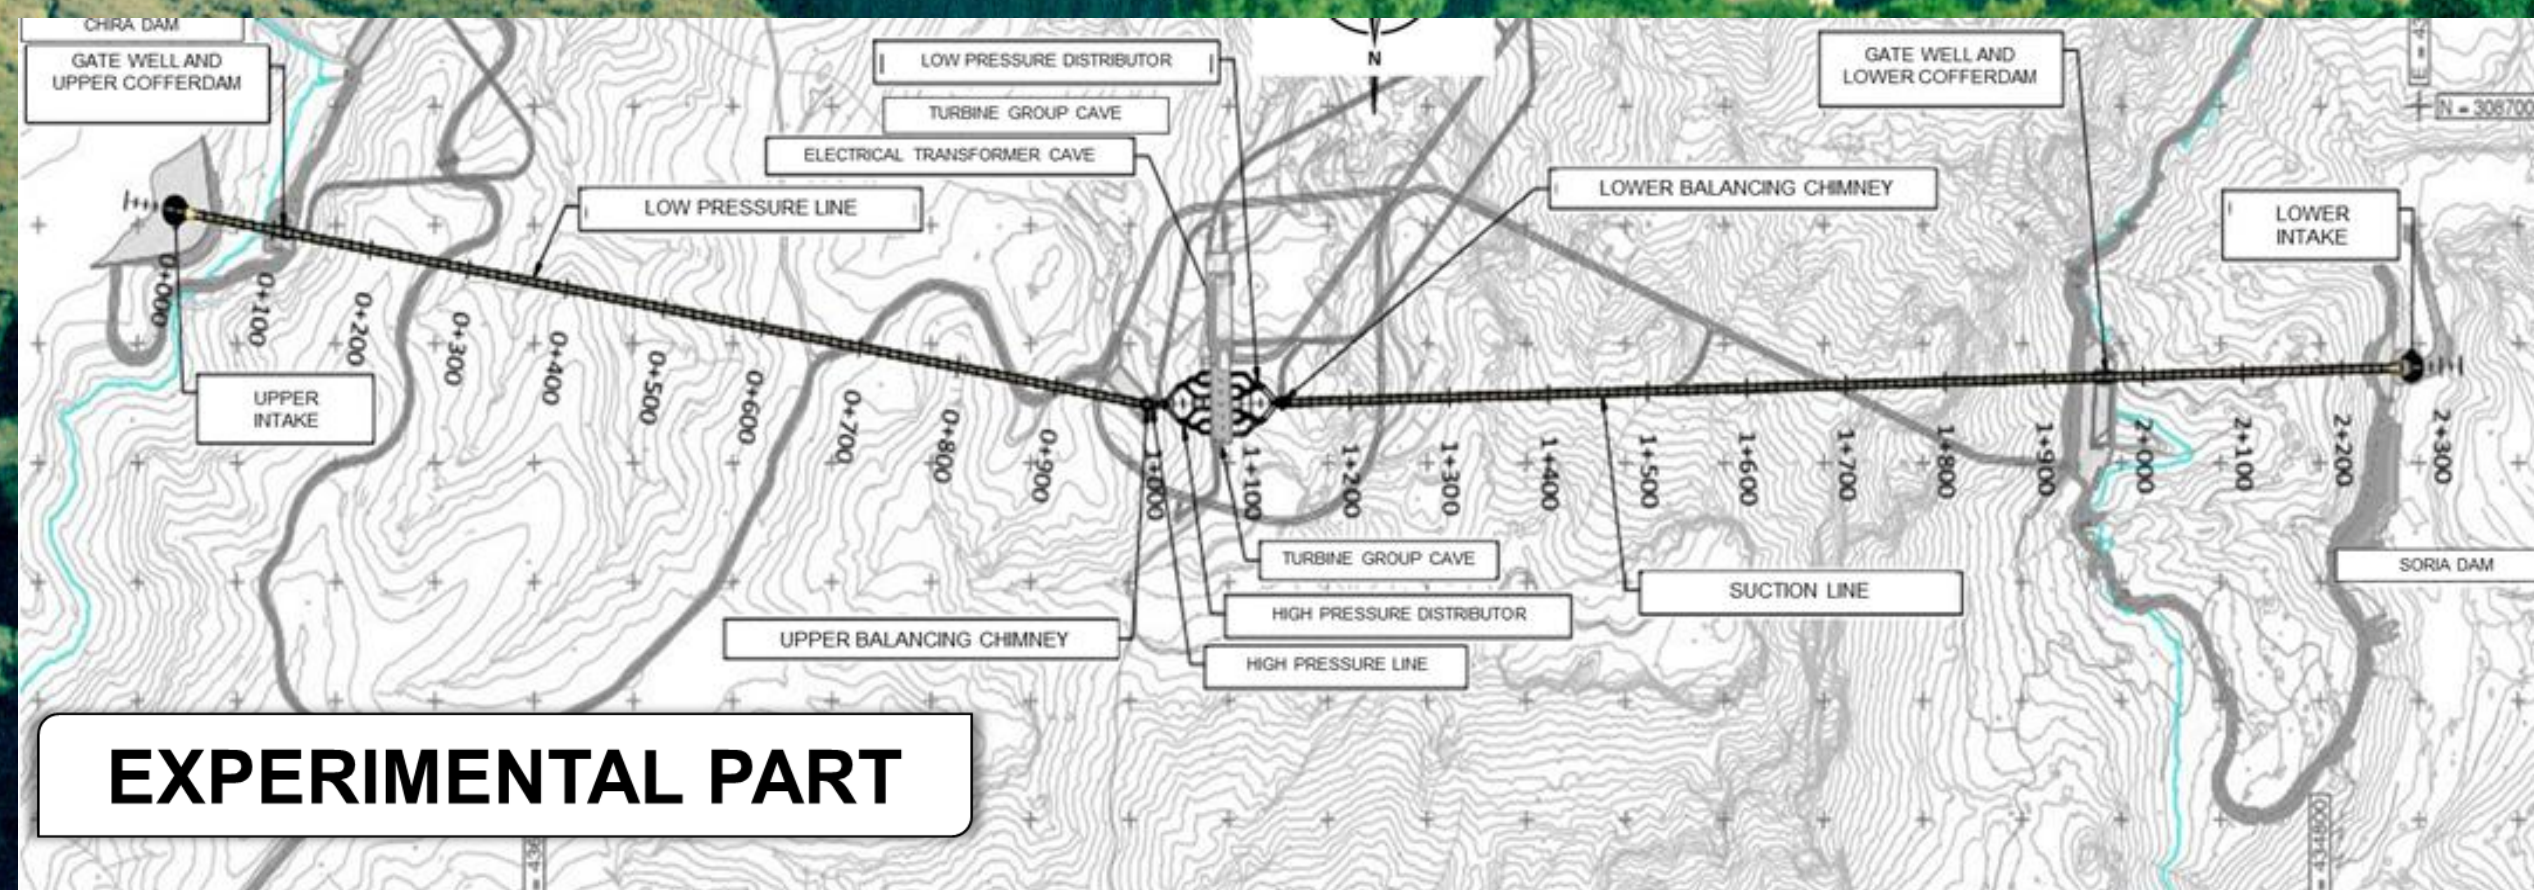 CHIRA DAM
GATE WELL AND
UPPER COFFERDAM
LOW PRESSURE DISTRIBUTOR
TURBINE GROUP CAVE
ELECTRICAL TRANSFORMER CAVE
LOW PRESSURE LINE
N
GATE WELL AND
LOWER COFFERDAM
N = 308700
LOWER BALANCING CHIMNEY
LOWER
INTAKE
UPPER
INTAKE
0+000
0+100
0+200
0+300
0+400
0+500
0+600
0+700
0+800
0+900
1+000
1+100
1+200
1+300
1+400
1+500
1+600
1+700
1+800
1+900
2+000
2+100
2+200
2+300
TURBINE GROUP CAVE
SORIA DAM
SUCTION LINE
HIGH PRESSURE DISTRIBUTOR
UPPER BALANCING CHIMNEY
HIGH PRESSURE LINE
EXPERIMENTAL PART
= 434800